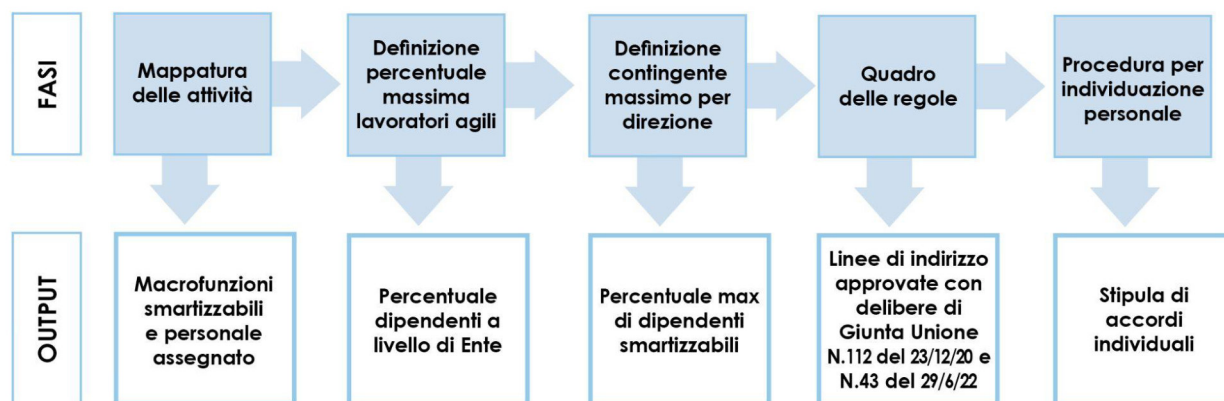 FASI
Mappatura
delle attività
Definizione
percentuale
massima
lavoratori agili
Definizione
contingente
massimo per
direzione
Quadro
delle regole
Procedura per
individuazione
personale
OUTPUT
Macrofunzioni
smartizzabili
e personale
assegnato
Percentuale
dipendenti a
livello di Ente
Percentuale max
di dipendenti
smartizzabili
Linee di indirizzo
approvate con
delibere di
Giunta Unione
N.112 del 23/12/20 e
N.43 del 29/6/22
Stipula di
accordi
individuali